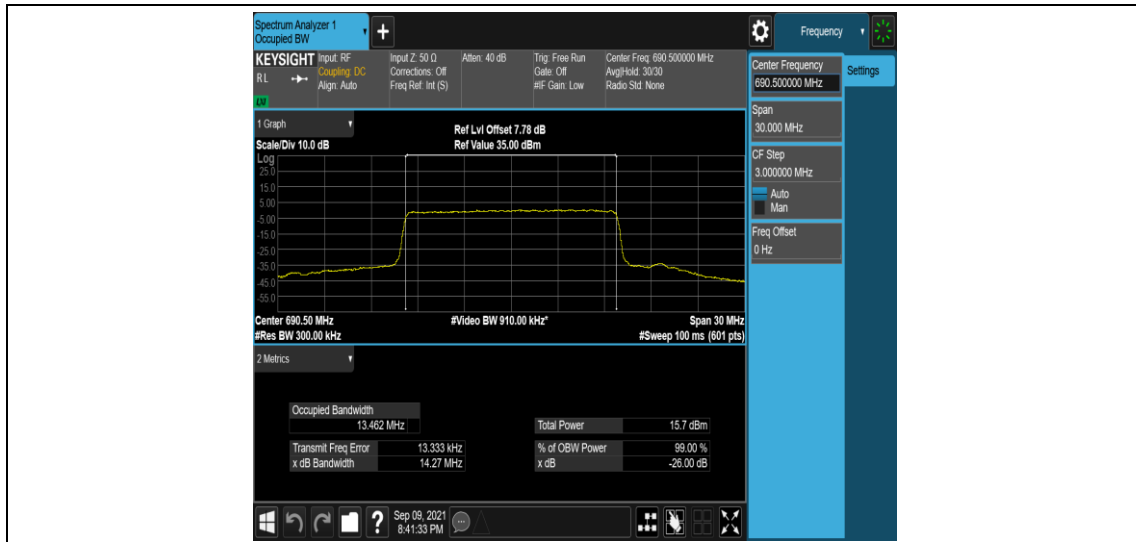 Spectrum Analyzer 1
Occupied BW
+
Frequency
KEYSIGHT
RL
LXI
Input: RF
Coupling: DC
Align: Auto
Input Z: 50 Ω
Corrections: Off
Freq Ref: Int (S)
Atten: 40 dB
Trig: Free Run
Gate: Off
#IF Gain: Low
Center Freq: 690.500000 MHz
Avg|Hold: 30/30
Radio Std: None
Center Frequency
690.500000 MHz
Settings
Span
30.000 MHz
CF Step
3.000000 MHz
Auto
Man
Freq Offset
0 Hz
1 Graph
Scale/Div 10.0 dB
Ref Lvl Offset 7.78 dB
Ref Value 35.00 dBm
Log
25.0
15.0
5.00
-5.00
-15.0
-25.0
-35.0
-45.0
-55.0
Center 690.50 MHz
#Video BW 910.00 kHz*
Span 30 MHz
#Res BW 300.00 kHz
#Sweep 100 ms (601 pts)
2 Metrics
Occupied Bandwidth
13.462 MHz
Total Power 15.7 dBm
Transmit Freq Error 13.333 kHz
% of OBW Power 99.00 %
x dB Bandwidth 14.27 MHz
x dB -26.00 dB
?
Sep 09, 2021
8:41:33 PM